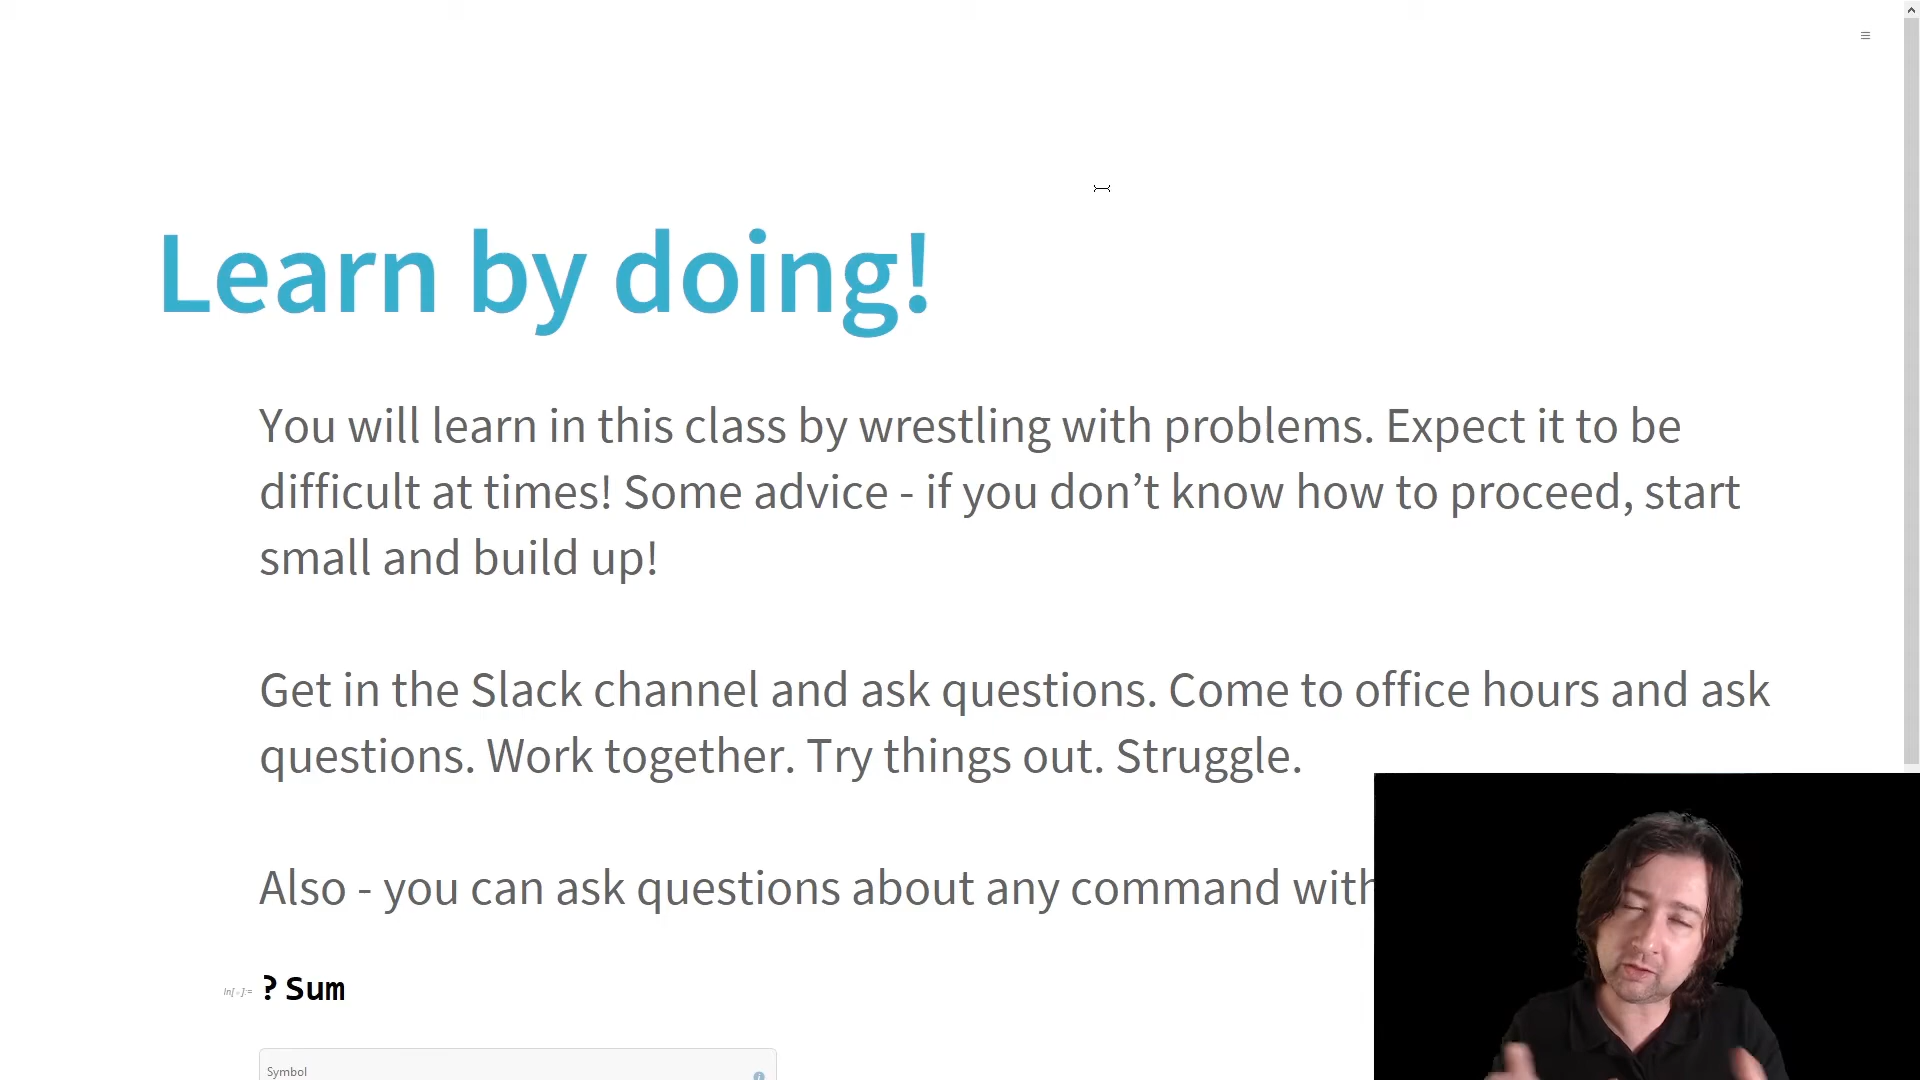 Learn by doing!
You will learn in this class by wrestling with problems. Expect it to be
difficult at times! Some advice - if you don’t know how to proceed, start
small and build up!
Get in the Slack channel and ask questions. Come to office hours and ask
questions. Work together. Try things out. Struggle.
Also - you can ask questions about any command with
In[ ]:= ? Sum
Symbol